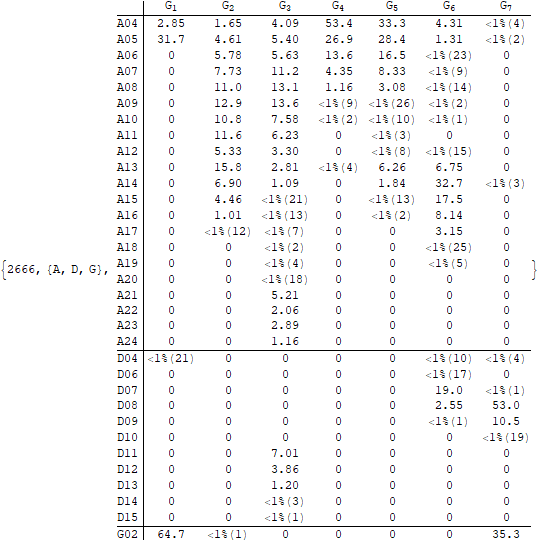 G1 G2 G3 G4 G5 G6 G7
A04 2.85 1.65 4.09 53.4 33.3 4.31 <1%(4)
A05 31.7 4.61 5.40 26.9 28.4 1.31 <1%(2)
A06 0 5.78 5.63 13.6 16.5 <1%(23) 0
A07 0 7.73 11.2 4.35 8.33 <1%(9) 0
A08 0 11.0 13.1 1.16 3.08 <1%(14) 0
A09 0 12.9 13.6 <1%(9) <1%(26) <1%(2) 0
A10 0 10.8 7.58 <1%(2) <1%(10) <1%(1) 0
A11 0 11.6 6.23 0 <1%(3) 0 0
A12 0 5.33 3.30 0 <1%(8) <1%(15) 0
A13 0 15.8 2.81 <1%(4) 6.26 6.75 0
A14 0 6.90 1.09 0 1.84 32.7 <1%(3)
A15 0 4.46 <1%(21) 0 <1%(13) 17.5 0
A16 0 1.01 <1%(13) 0 <1%(2) 8.14 0
A17 0 <1%(12) <1%(7) 0 0 3.15 0
A18 0 0 <1%(2) 0 0 <1%(25) 0
{2666, {A, D, G}, A19 0 0 <1%(4) 0 0 <1%(5) 0 }
A20 0 0 <1%(18) 0 0 0 0
A21 0 0 5.21 0 0 0 0
A22 0 0 2.06 0 0 0 0
A23 0 0 2.89 0 0 0 0
A24 0 0 1.16 0 0 0 0
D04 <1%(21) 0 0 0 0 <1%(10) <1%(4)
D06 0 0 0 0 0 <1%(17) 0
D07 0 0 0 0 0 19.0 <1%(1)
D08 0 0 0 0 0 2.55 53.0
D09 0 0 0 0 0 <1%(1) 10.5
D10 0 0 0 0 0 0 <1%(19)
D11 0 0 7.01 0 0 0 0
D12 0 0 3.86 0 0 0 0
D13 0 0 1.20 0 0 0 0
D14 0 0 <1%(3) 0 0 0 0
D15 0 0 <1%(1) 0 0 0 0
G02 64.7 <1%(1) 0 0 0 0 35.3